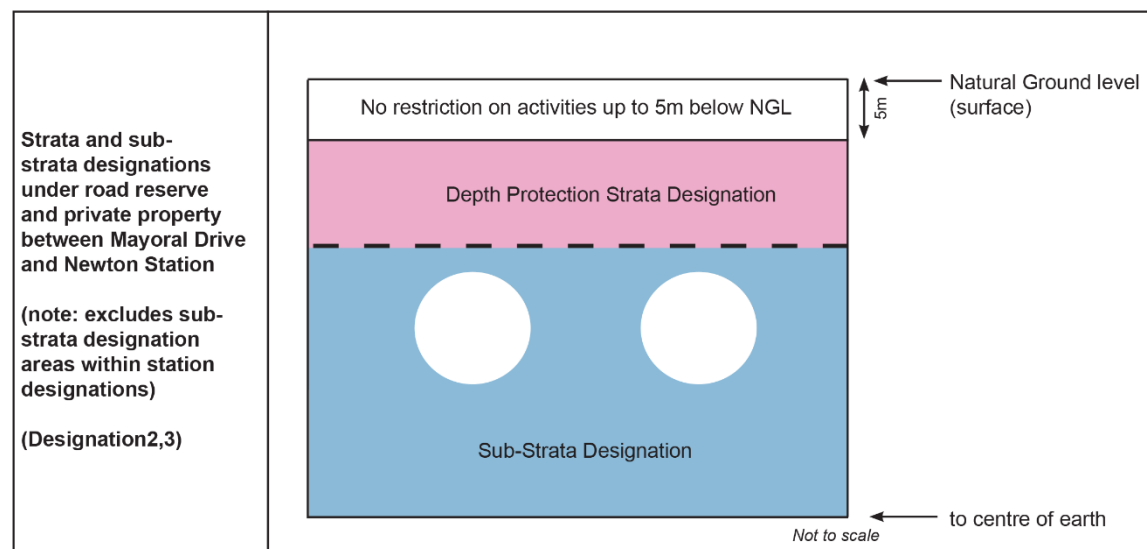 Strata and sub-
strata designations
under road reserve
and private property
between Mayoral Drive
and Newton Station
(note: excludes sub-
strata designation
areas within station
designations)
(Designation2,3)
No restriction on activities up to 5m below NGL
5m
Natural Ground level
(surface)
Depth Protection Strata Designation
Sub-Strata Designation
to centre of earth
Not to scale